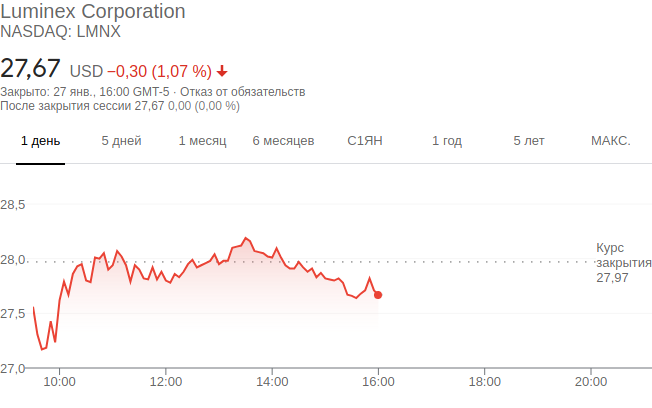 Luminex Corporation
NASDAQ: LMNX
27,67 USD −0,30 (1,07 %)
Закрыто: 27 янв., 16:00 GMT-5 · Отказ от обязательств
После закрытия сессии 27,67 0,00 (0,00 %)
1 день 5 дней 1 месяц 6 месяцев С1ЯН 1 год 5 лет МАКС.
28,5
28,0
27,5
27,0
Курс
закрытия
27,97
10:00 12:00 14:00 16:00 18:00 20:00